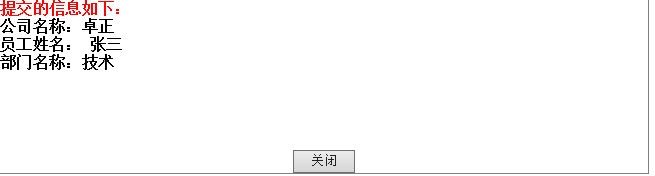 提交的信息如下:
公司名称：卓正
员工姓名： 张三
部门名称：技术
关闭